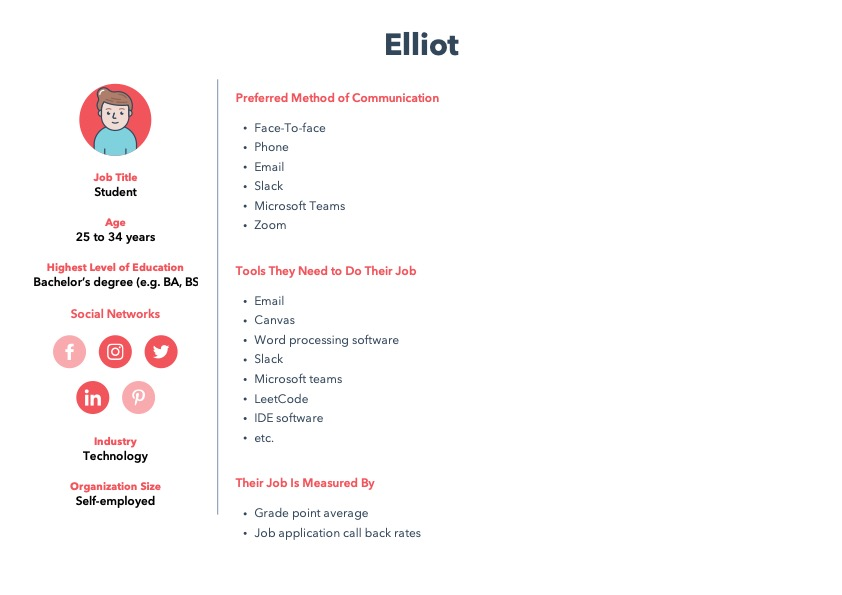 Elliot
Job Title
Student
Age
25 to 34 years
Highest Level of Education
Bachelor's degree (e.g. BA, BS
Social Networks
f
in
Industry
Technology
Organization Size
Self-employed
Preferred Method of Communication
• Face-To-face
• Phone
• Email
• Slack
• Microsoft Teams
• Zoom
Tools They Need to Do Their Job
• Email
• Canvas
• Word processing software
• Slack
• Microsoft teams
• LeetCode
• IDE software
• etc.
Their Job Is Measured By
• Grade point average
• Job application call back rates